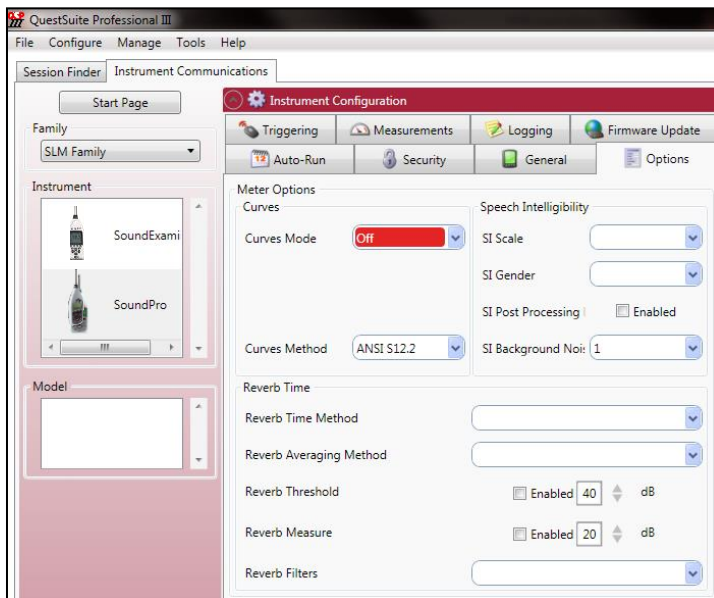 QuestSuite Professional III
File Configure Manage Tools Help
Session Finder Instrument Communications
Start Page
Family
SLM Family
Instrument
SoundExami
SoundPro
Model
Instrument Configuration
Triggering Measurements Logging Firmware Update
12 Auto-Run Security General Options
Meter Options
Curves
Curves Mode Off
Curves Method ANSI S12.2
Speech Intelligibility
SI Scale
SI Gender
SI Post Processing Enabled
SI Background Nois 1
Reverb Time
Reverb Time Method
Reverb Averaging Method
Reverb Threshold Enabled 40 dB
Reverb Measure Enabled 20 dB
Reverb Filters